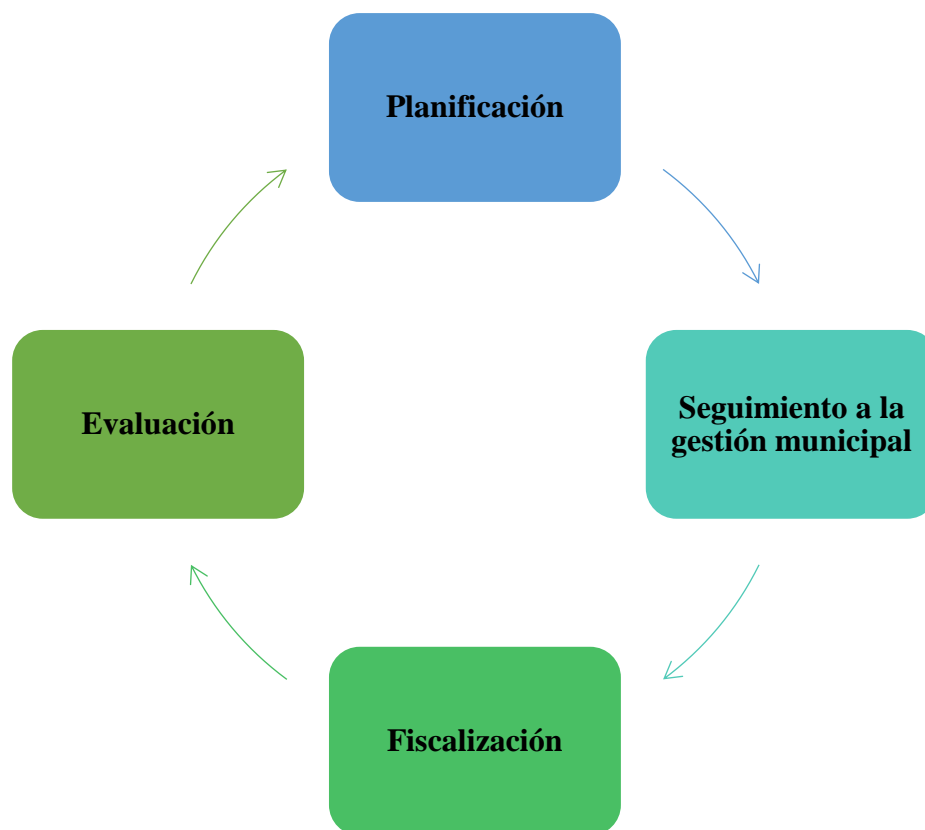 Planificación
Seguimiento a la
gestión municipal
Fiscalización
Evaluación